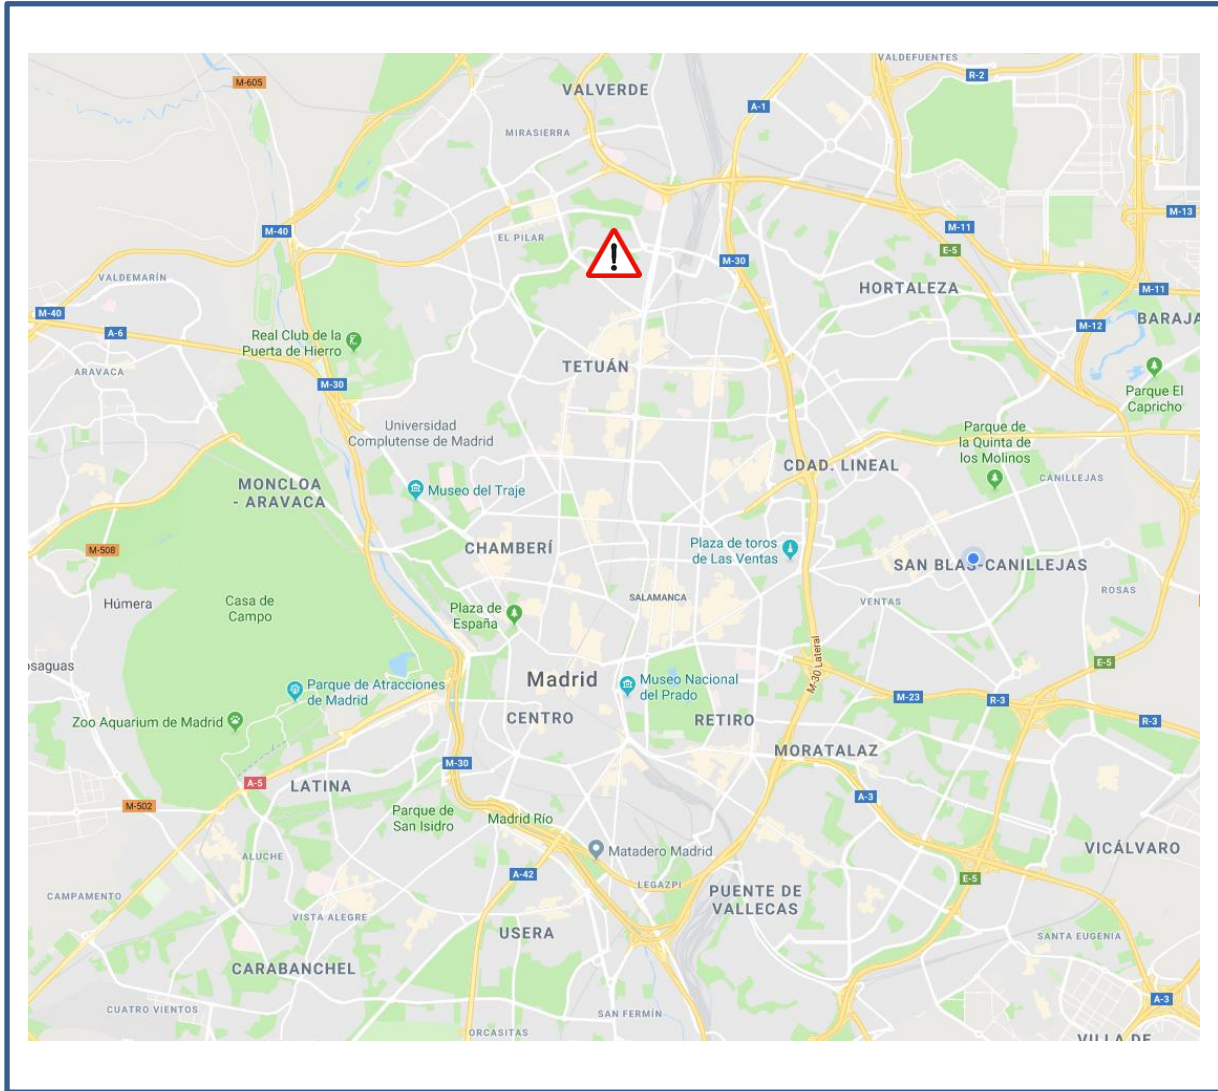 VALDEFUENTES
R-2
M-605
VALVERDE
A-1
MIRASIERRA
M-13
M-11
M-40
EL PILAR
E-5
M-30
VALDEMARÍN
HORTALEZA
M-11
M-40
BARAJA
M-12
A-6
Real Club de la
Puerta de Hierro
TETUÁN
ARAVACA
M-30
Parque El
Capricho
Universidad
Complutense de Madrid
Parque de
la Quinta de
los Molinos
CDAD. LINEAL
CANILLEJAS
MONCLOA
- ARAVACA
Museo del Traje
M-508
CHAMBERÍ
Plaza de toros
de Las Ventas
SAN BLAS-CANILLEJAS
ROSAS
Húmera
Casa de
Campo
SALAMANCA
VENTAS
Plaza de
España
M-30 Lateral
osaguas
E-5
Madrid
Museo Nacional
del Prado
Parque de Atracciones
de Madrid
M-23
R-3
R-3
Zoo Aquarium de Madrid
CENTRO
RETIRO
MORATALAZ
M-30
A-5
LATINA
A-3
M-502
Parque de
San Isidro
Madrid Río
Matadero Madrid
VICÁLVARO
ALUCHE
A-42
LEGAZPI
E-5
CAMPAMENTO
PUENTE DE
VALLECAS
VISTA ALEGRE
USERA
SANTA EUGENIA
CARABANCHEL
A-3
CUATRO VIENTOS
SAN FERMÍN
ORCASITAS
VILLA DE